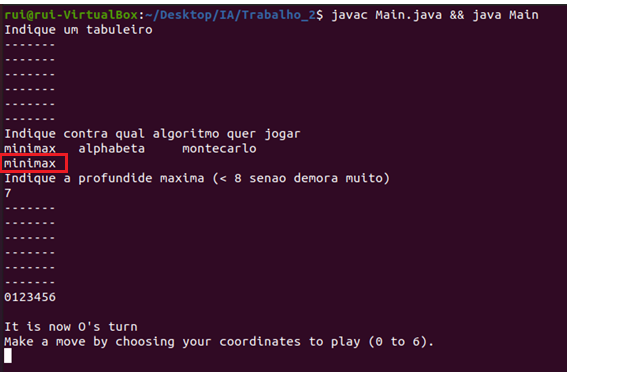 rui@rui-VirtualBox:~/Desktop/IA/Trabalho_2$ javac Main.java && java Main
Indique um tabuleiro
-------
-------
-------
-------
-------
-------
Indique contra qual algoritmo quer jogar
minimax   alphabeta     montecarlo
minimax
Indique a profundide maxima (< 8 senao demora muito)
7
-------
-------
-------
-------
-------
-------
0123456
It is now O's turn
Make a move by choosing your coordinates to play (0 to 6).